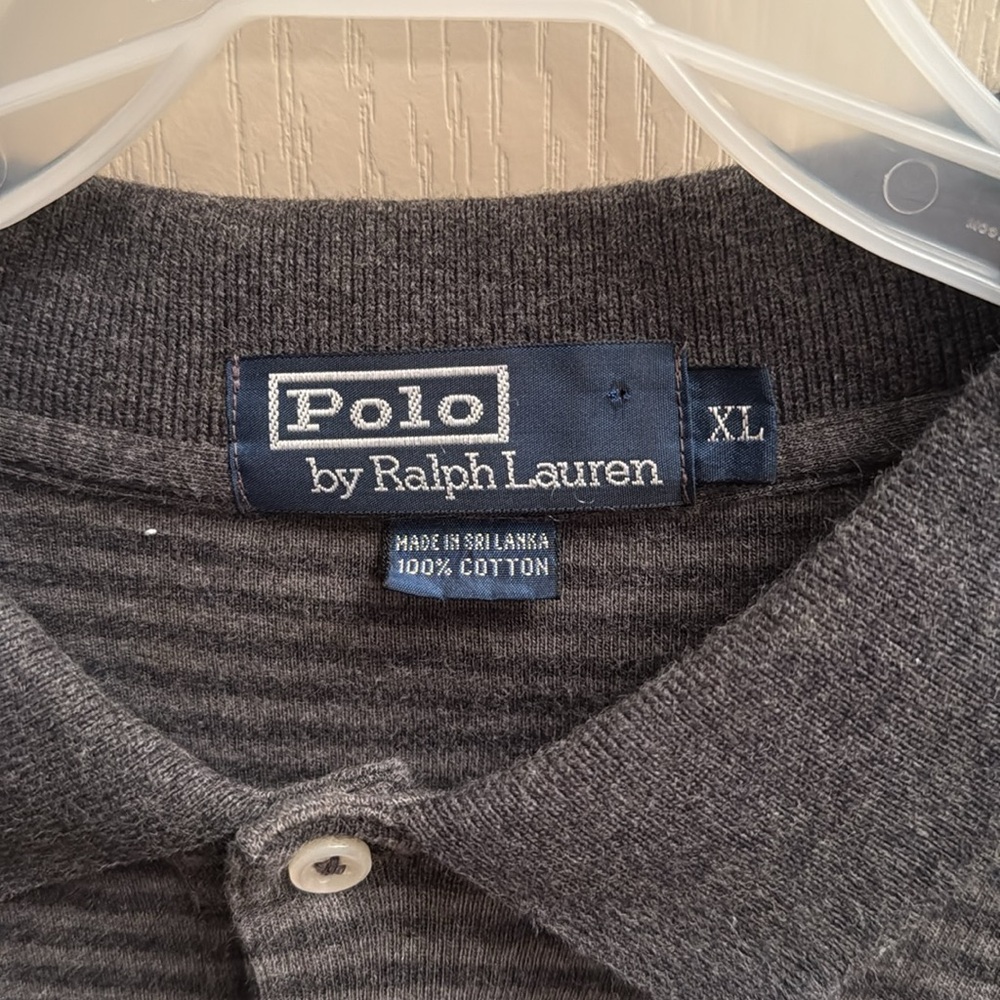 Polo
by Ralph Lauren
XL
MADE IN SRI LANKA
100% COTTON